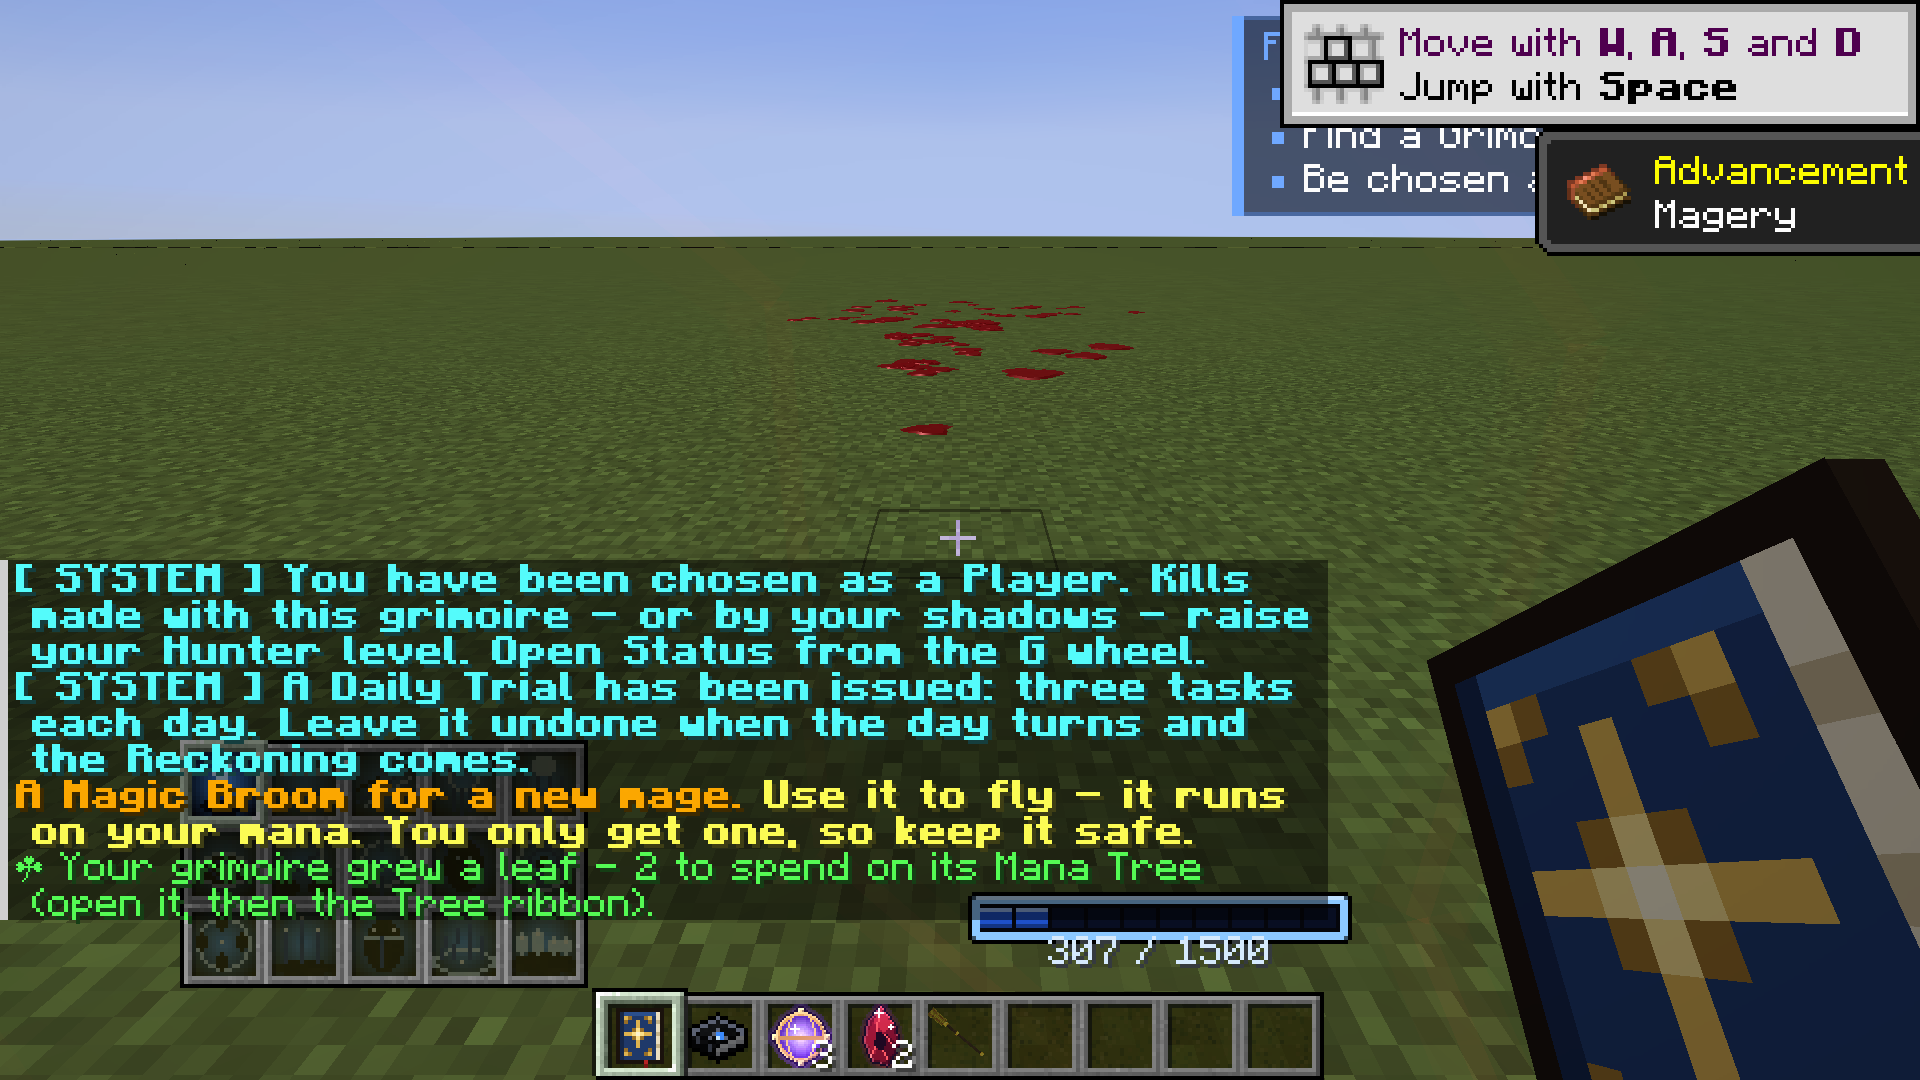 Move with W, A, S and D
Jump with Space
F
Find a Grimo
Be chosen a
Advancement
Magery
[ SYSTEM ] You have been chosen as a Player. Kills
made with this grimoire — or by your shadows — raise
your Hunter level. Open Status from the G wheel.
[ SYSTEM ] A Daily Trial has been issued: three tasks
each day. Leave it undone when the day turns and
the Reckoning comes.
A Magic Broom for a new mage. Use it to fly — it runs
on your mana. You only get one, so keep it safe.
☘ Your grimoire grew a leaf — 2 to spend on its Mana Tree
(open it, then the Tree ribbon).
307 / 1500
3
2